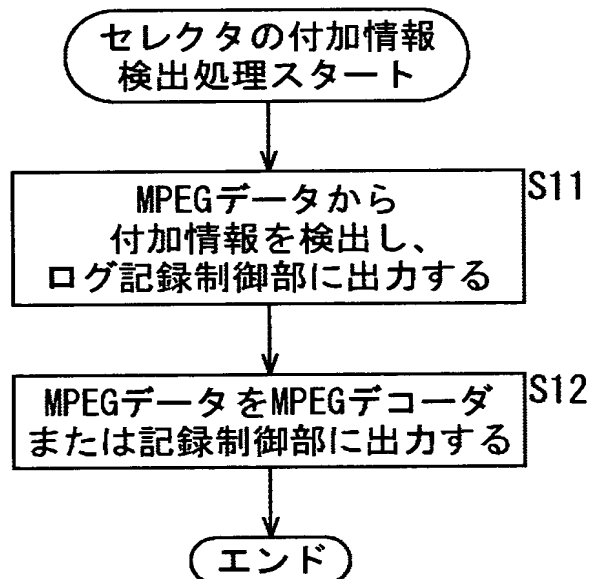 セレクタの付加情報
検出処理スタート
S11
MPEGデータから
付加情報を検出し、
ログ記録制御部に出力する
S12
MPEGデータをMPEGデコーダ
または記録制御部に出力する
エンド